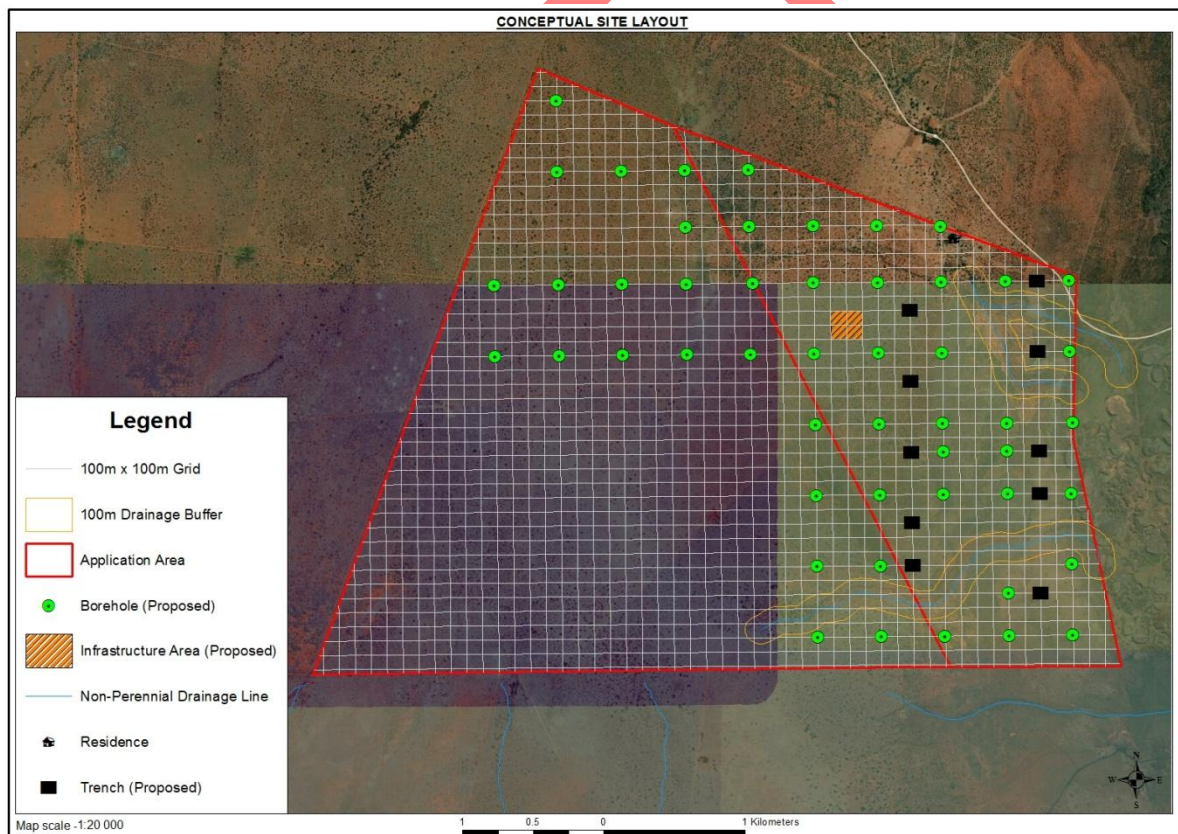 CONCEPTUAL SITE LAYOUT
Legend
100m x 100m Grid
100m Drainage Buffer
Application Area
Borehole (Proposed)
Infrastructure Area (Proposed)
Non-Perennial Drainage Line
Residence
Trench (Proposed)
N
W E
S
Map scale -1:20 000
1 0.5 0 1 Kilometers